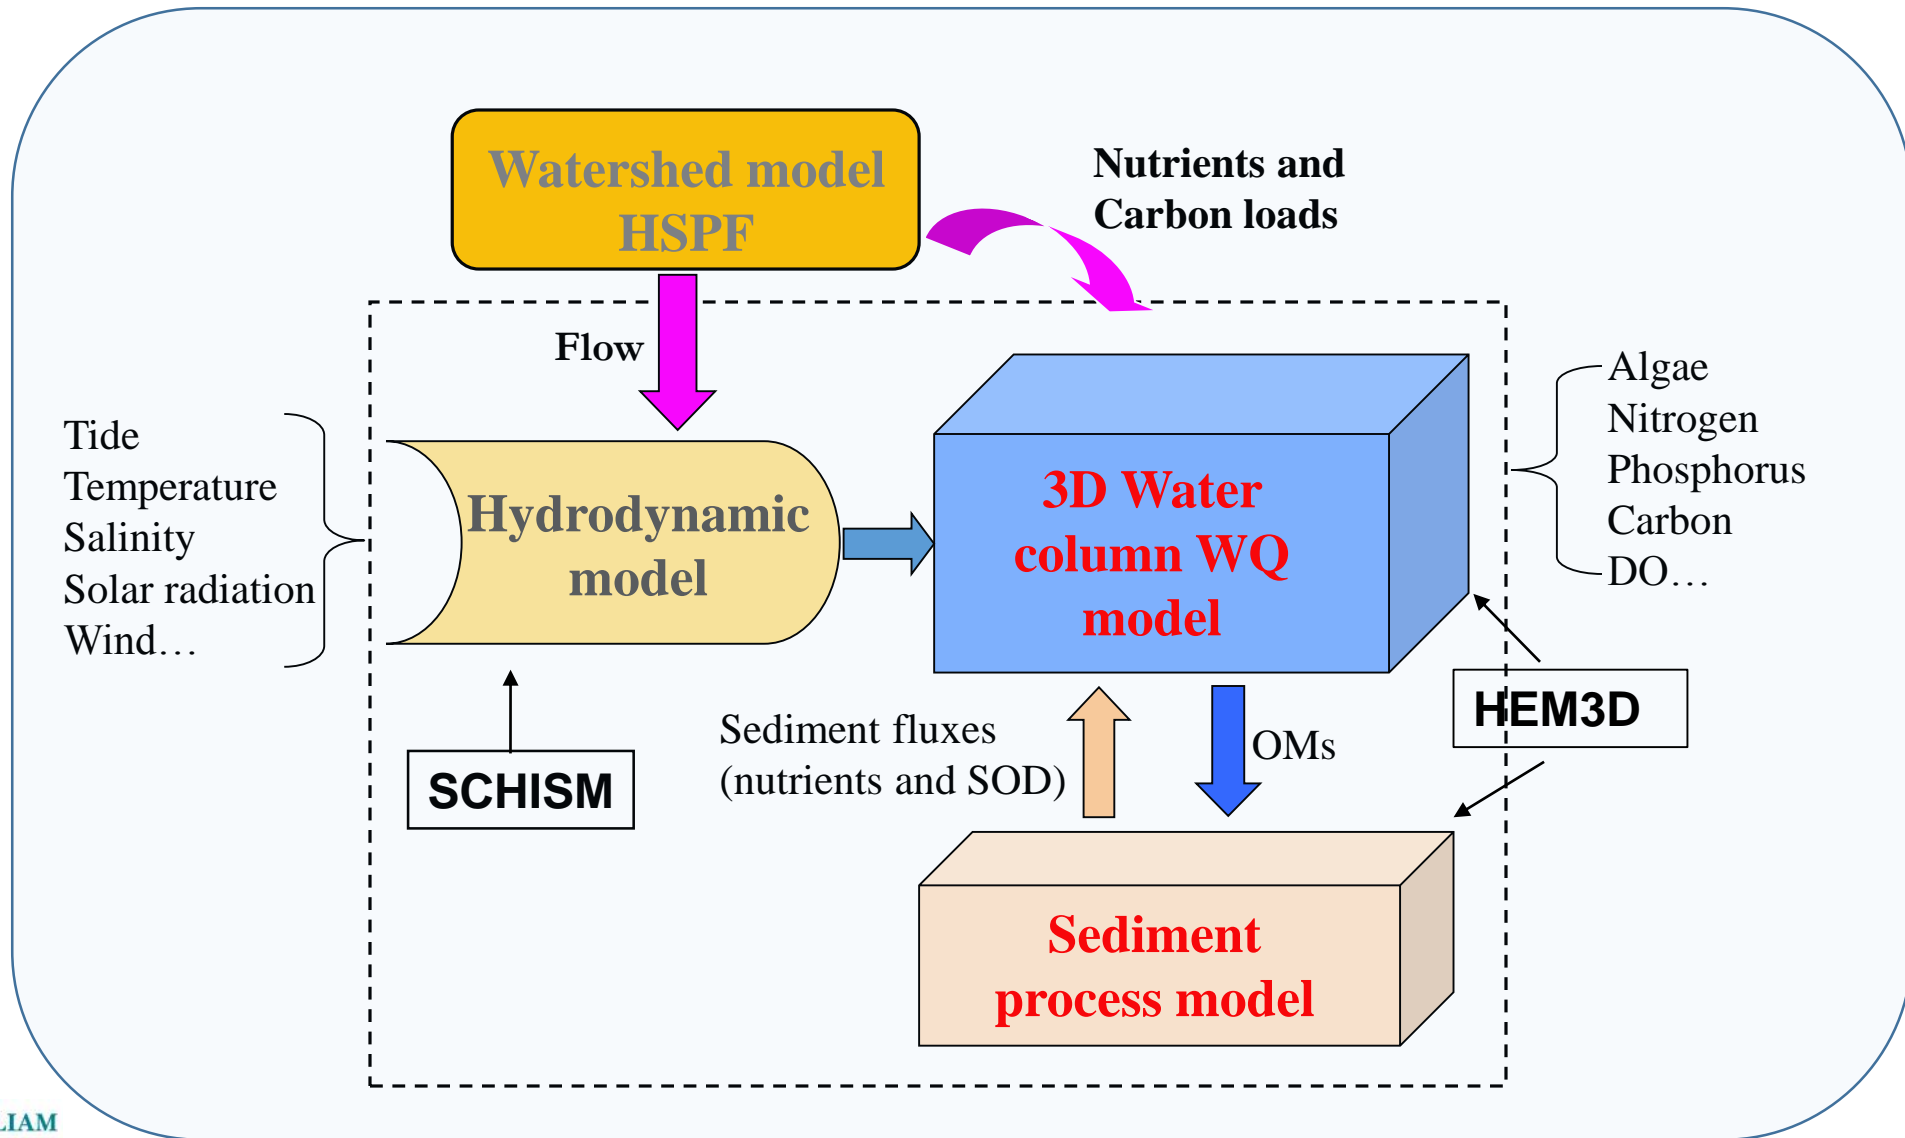 Watershed model
HSPF
Nutrients and
Carbon loads
Flow
Tide
Temperature
Salinity
Solar radiation
Wind…
Hydrodynamic
model
3D Water
column WQ
model
Algae
Nitrogen
Phosphorus
Carbon
DO…
SCHISM
Sediment fluxes
(nutrients and SOD)
OMs
HEM3D
Sediment
process model
LIAM